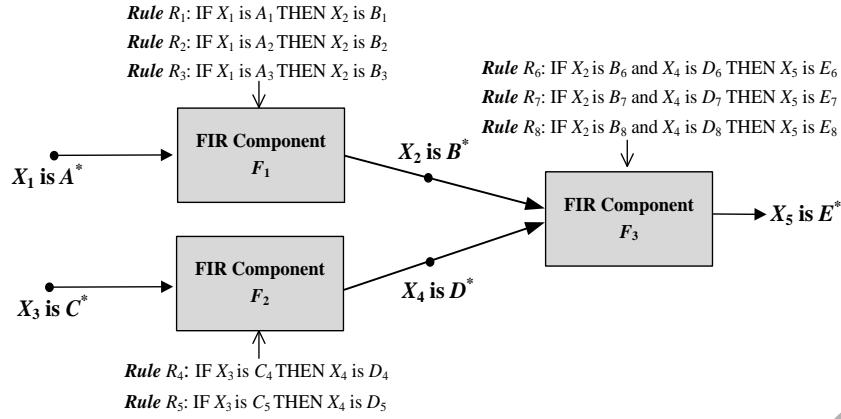 Rule R₁: IF X₁ is A₁ THEN X₂ is B₁
Rule R₂: IF X₁ is A₂ THEN X₂ is B₂
Rule R₃: IF X₁ is A₃ THEN X₂ is B₃
Rule R₆: IF X₂ is B₆ and X₄ is D₆ THEN X₅ is E₆
Rule R₇: IF X₂ is B₇ and X₄ is D₇ THEN X₅ is E₇
Rule R₈: IF X₂ is B₈ and X₄ is D₈ THEN X₅ is E₈
FIR Component
F₁
X₁ is A*
X₂ is B*
FIR Component
F₃
X₅ is E*
FIR Component
F₂
X₃ is C*
X₄ is D*
Rule R₄: IF X₃ is C₄ THEN X₄ is D₄
Rule R₅: IF X₃ is C₅ THEN X₄ is D₅